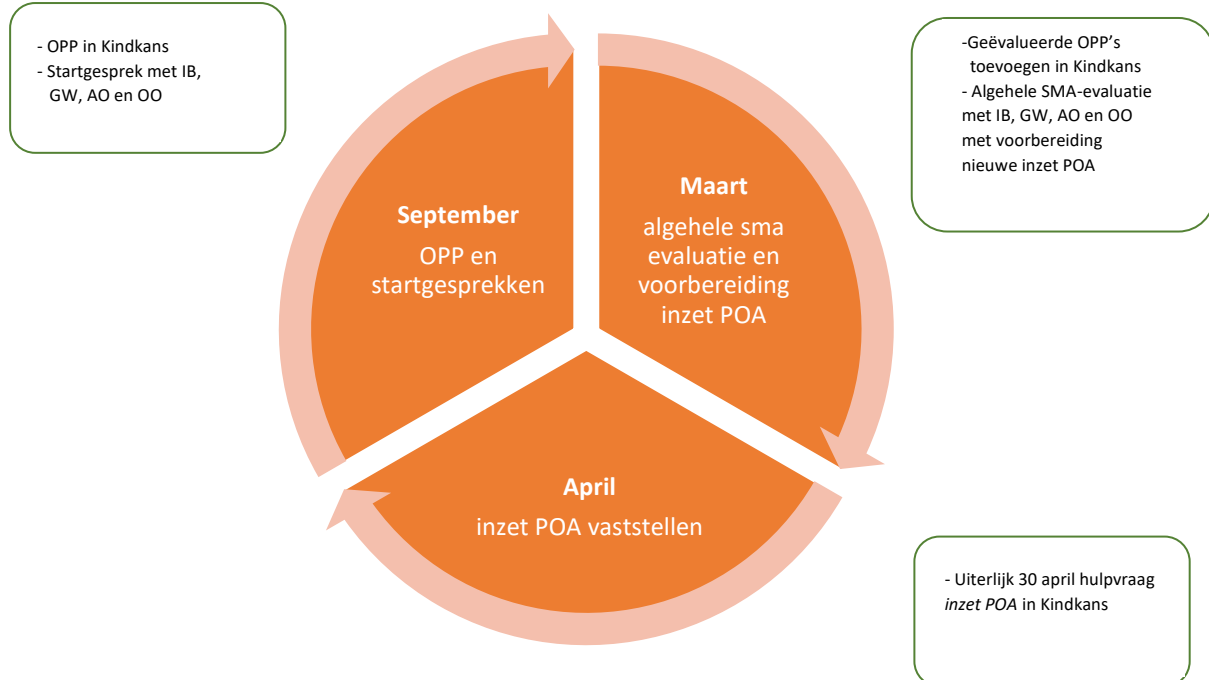 - OPP in Kindkans
- Startgesprek met IB,
GW, AO en OO
-Geëvalueerde OPP’s
toevoegen in Kindkans
- Algehele SMA-evaluatie
met IB, GW, AO en OO
met voorbereiding
nieuwe inzet POA
September
OPP en
startgesprekken
Maart
algehele sma
evaluatie en
voorbereiding
inzet POA
April
inzet POA vaststellen
- Uiterlijk 30 april hulpvraag
inzet POA in Kindkans